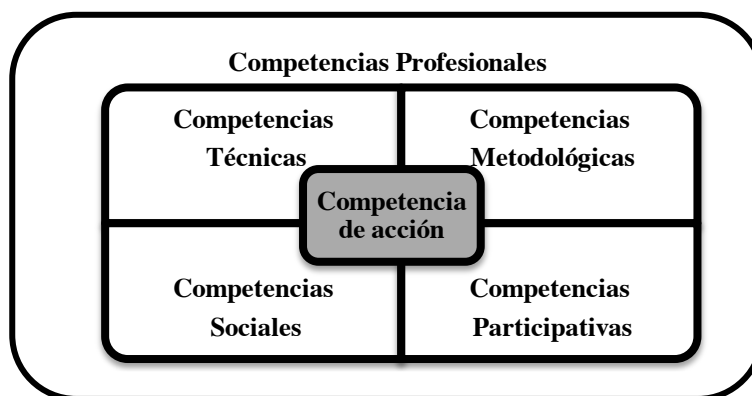 Competencias Profesionales
Competencias
Técnicas
Competencias
Metodológicas
Competencia
de acción
Competencias
Sociales
Competencias
Participativas